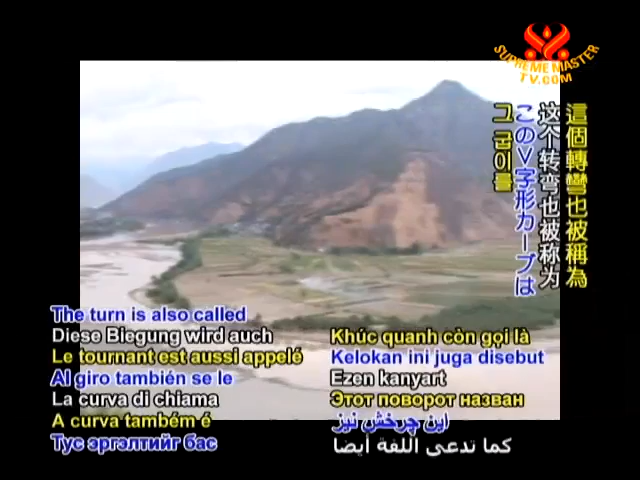 SUPREME MASTER
TV.COM
這個轉彎也被稱為
这个转弯也被称为
このV字形カーブは
그 굽이를
The turn is also called
Diese Biegung wird auch
Le tournant est aussi appelé
Al giro también se le
La curva di chiama
A curva também é
Тус эргэлтийг бас
Khúc quanh còn gọi là
Kelokan ini juga disebut
Ezen kanyart
Этот поворот назван
این چرخش نیز
كما تدعى اللفة أيضا